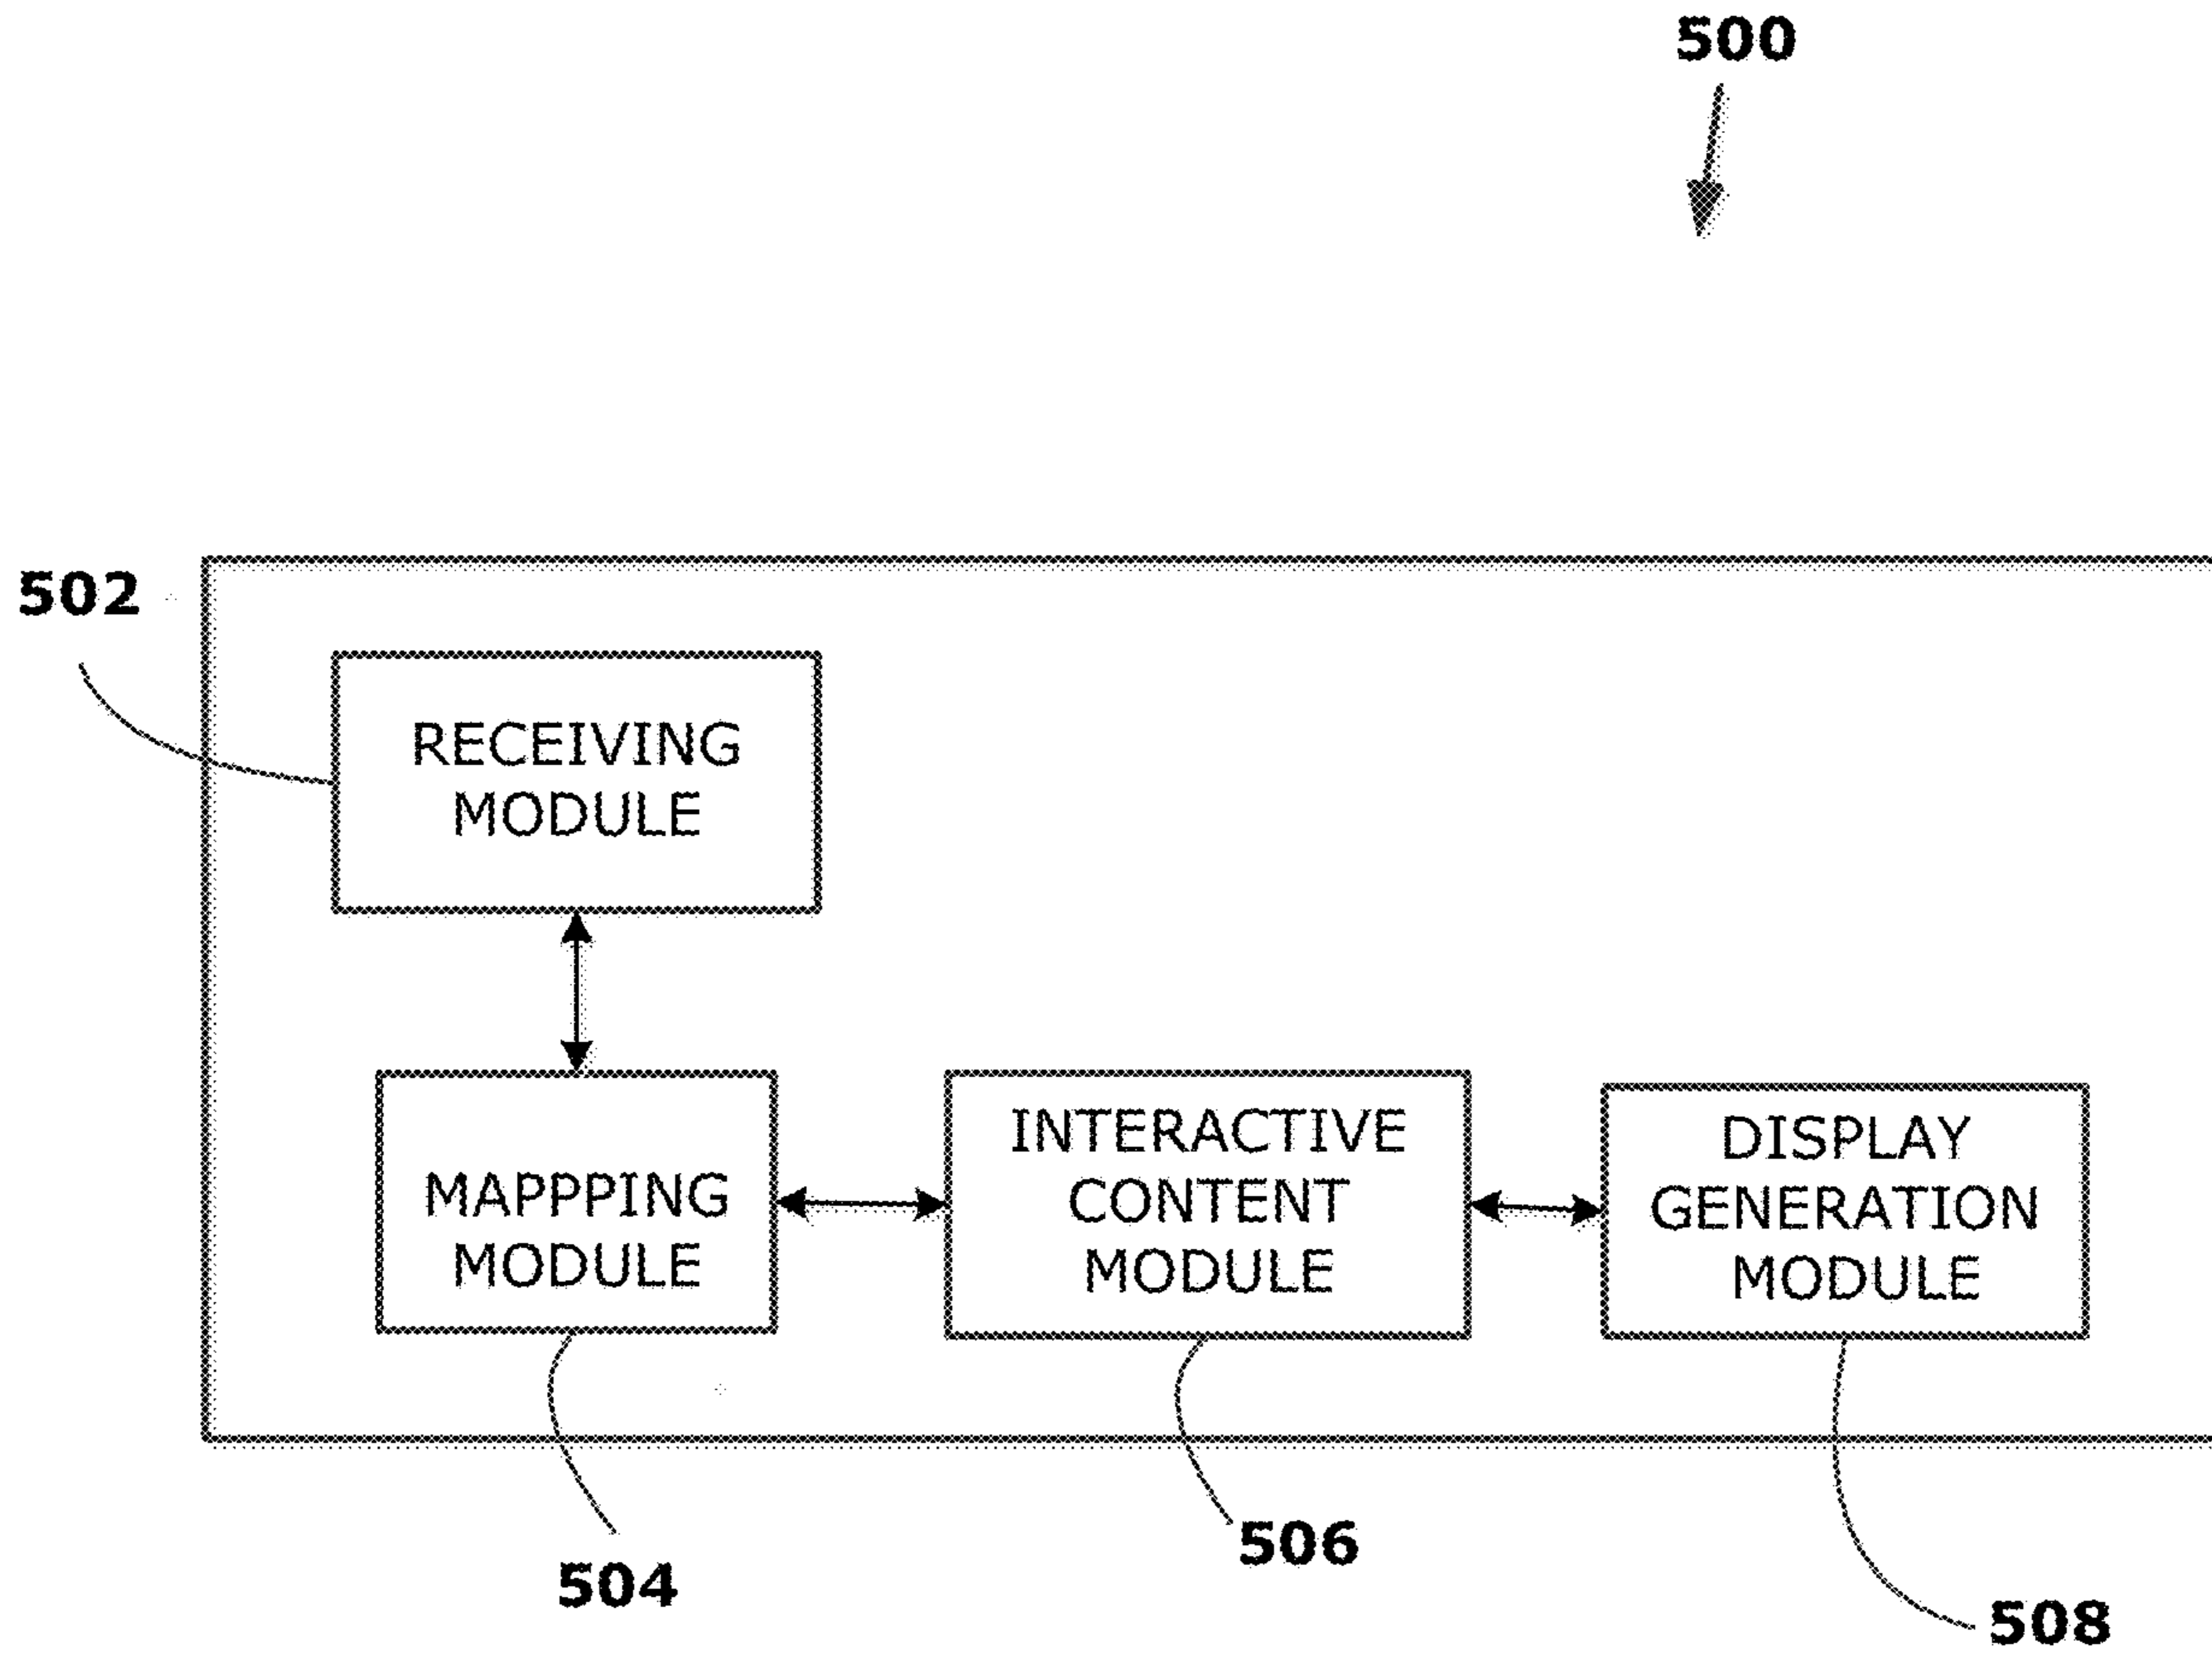 500
502
RECEIVING
MODULE
MAPPPING
MODULE
INTERACTIVE
CONTENT
MODULE
DISPLAY
GENERATION
MODULE
504
506
508